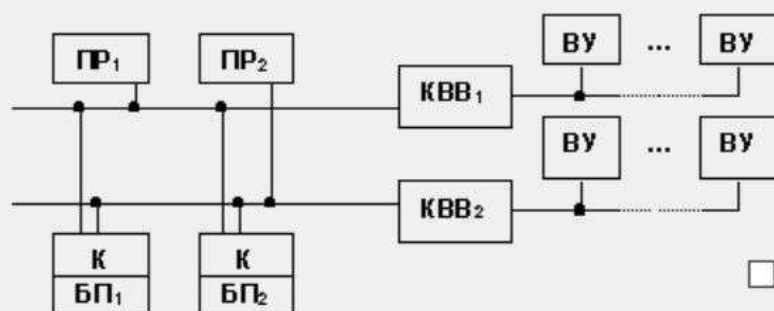 ВУ ... ВУ
ПР₁ ПР₂
КВВ₁
ВУ ... ВУ
КВВ₂
К К
БП₁ БП₂